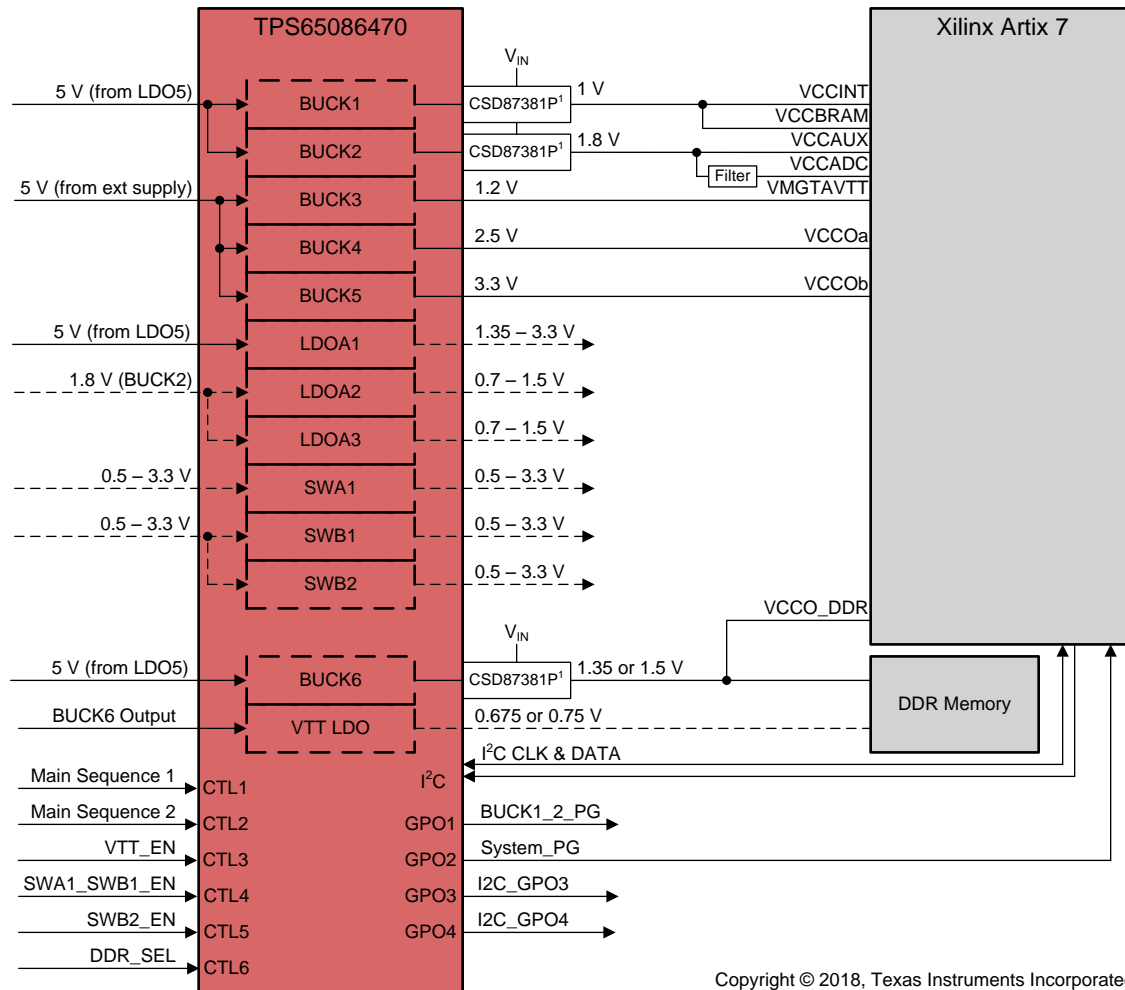 TPS65086470
Xilinx Artix 7
VIN
5 V (from LDO5)
BUCK1
CSD87381P1
1 V
VCCINT
VCCBRAM
BUCK2
CSD87381P1
1.8 V
VCCAUX
VCCADC
Filter
5 V (from ext supply)
BUCK3
1.2 V
VMGTAVTT
BUCK4
2.5 V
VCCOa
BUCK5
3.3 V
VCCOb
5 V (from LDO5)
LDOA1
1.35 – 3.3 V
1.8 V (BUCK2)
LDOA2
0.7 – 1.5 V
LDOA3
0.7 – 1.5 V
0.5 – 3.3 V
SWA1
0.5 – 3.3 V
0.5 – 3.3 V
SWB1
0.5 – 3.3 V
SWB2
0.5 – 3.3 V
VCCO_DDR
VIN
5 V (from LDO5)
BUCK6
CSD87381P1
1.35 or 1.5 V
DDR Memory
BUCK6 Output
VTT LDO
0.675 or 0.75 V
I2C CLK & DATA
Main Sequence 1
CTL1
I2C
Main Sequence 2
CTL2
GPO1
BUCK1_2_PG
VTT_EN
CTL3
GPO2
System_PG
SWA1_SWB1_EN
CTL4
GPO3
I2C_GPO3
SWB2_EN
CTL5
GPO4
I2C_GPO4
DDR_SEL
CTL6
Copyright © 2018, Texas Instruments Incorporate